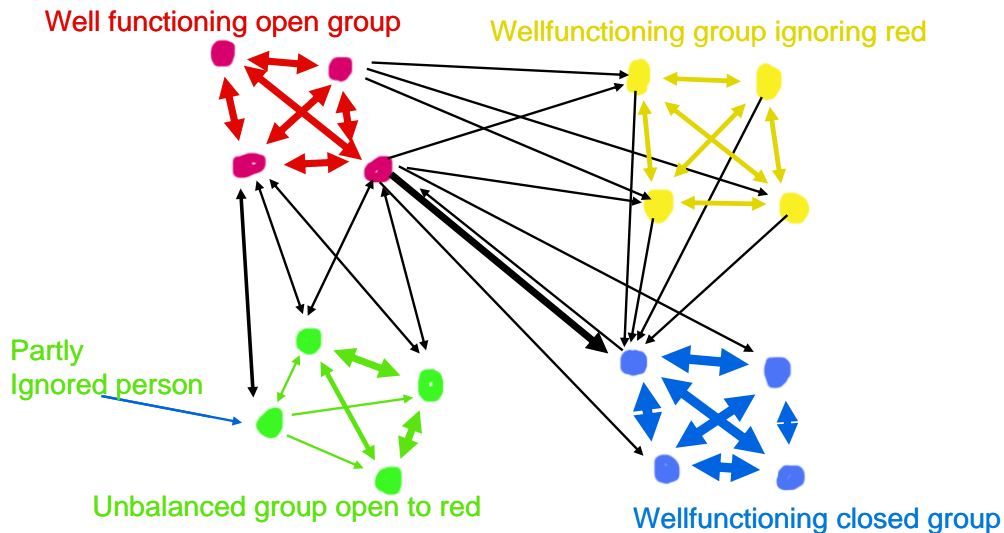 Well functioning open group
Wellfunctioning group ignoring red
Partly
Ignored person
Unbalanced group open to red
Wellfunctioning closed group